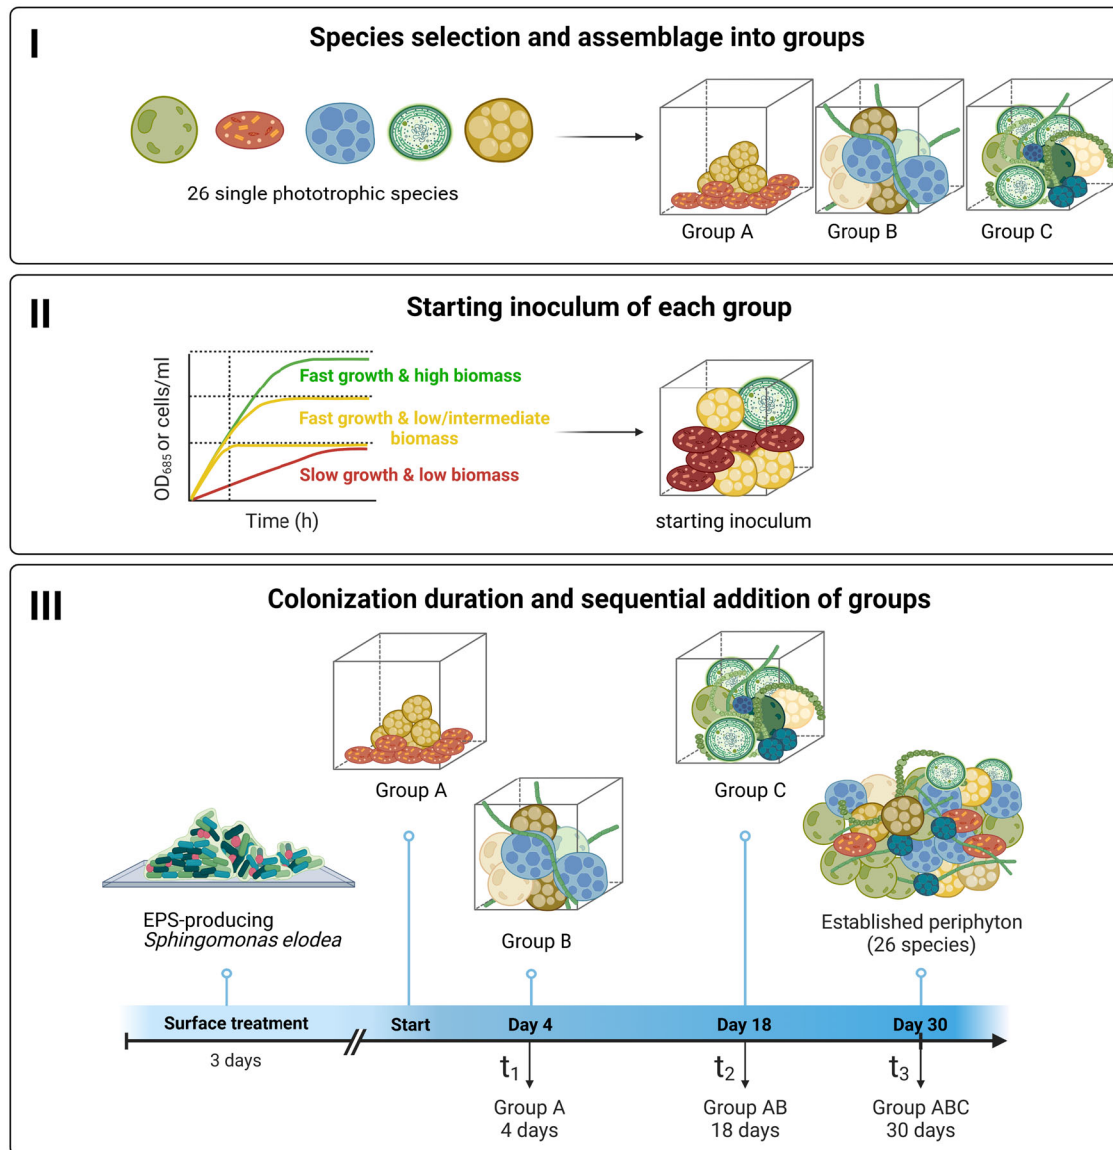 I
Species selection and assemblage into groups
26 single phototrophic species
Group A
Group B
Group C
II
Starting inoculum of each group
OD685 or cells/ml
Fast growth & high biomass
Fast growth & low/intermediate
biomass
Slow growth & low biomass
Time (h)
starting inoculum
III
Colonization duration and sequential addition of groups
Group A
Group B
Group C
EPS-producing
Sphingomonas elodea
Established periphyton
(26 species)
Surface treatment
Start
Day 4
Day 18
Day 30
3 days
t1
t2
t3
Group A
4 days
Group AB
18 days
Group ABC
30 days